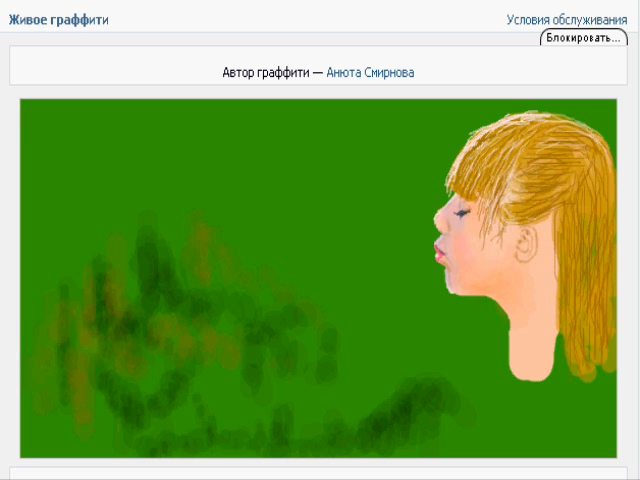 Живое граффити
Условия обслуживания
Блокировать...
Автор граффити — Анюта Смирнова